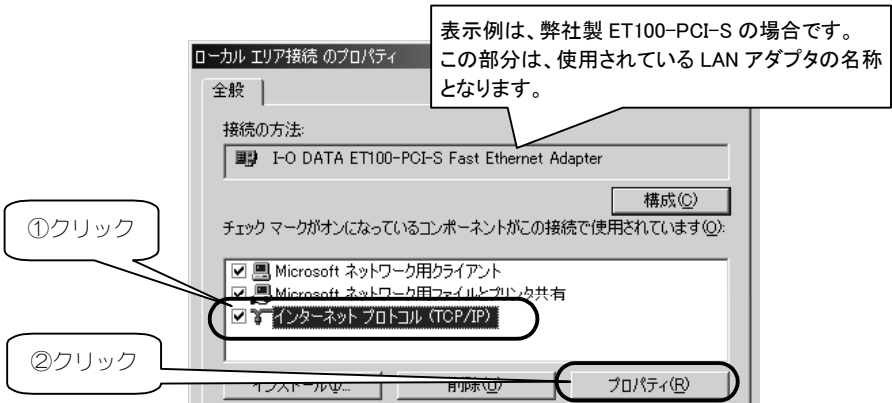 表示例は、弊社製 ET100-PCI-S の場合です。
この部分は、使用されている LAN アダプタの名称
となります。
ローカル エリア接続 のプロパティ
全般
接続の方法:
I-O DATA ET100-PCI-S Fast Ethernet Adapter
構成(C)
①クリック
チェック マークがオンになっているコンポーネントがこの接続で使用されています(O):
Microsoft ネットワーク用クライアント
Microsoft ネットワーク用ファイルとプリンタ共有
インターネット プロトコル (TCP/IP)
②クリック
インストール(I)...
削除(U)
プロパティ(R)